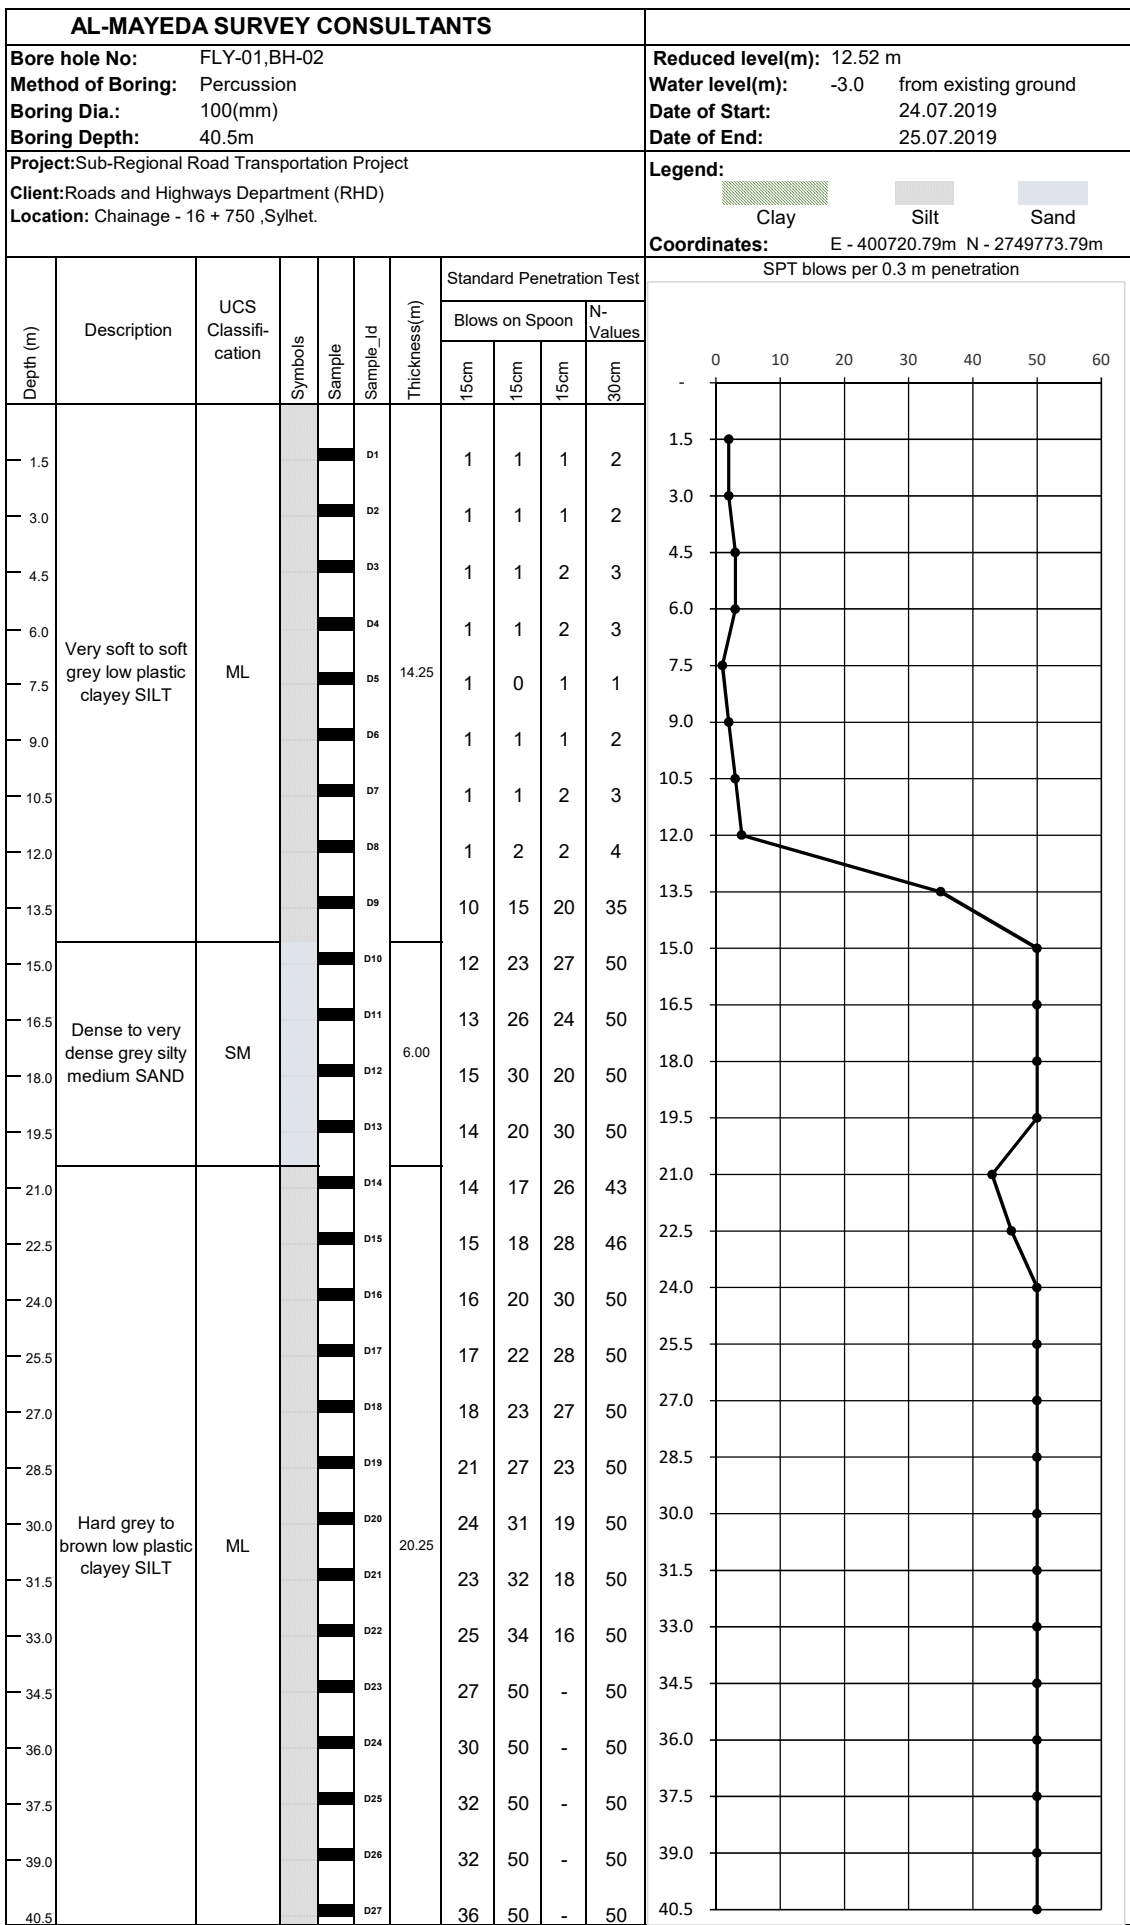 AL-MAYEDA SURVEY CONSULTANTS
Bore hole No: FLY-01,BH-02
Method of Boring: Percussion
Boring Dia.: 100(mm)
Boring Depth: 40.5m
Reduced level(m): 12.52 m
Water level(m): -3.0 from existing ground
Date of Start: 24.07.2019
Date of End: 25.07.2019
Project:Sub-Regional Road Transportation Project
Client:Roads and Highways Department (RHD)
Location: Chainage - 16 + 750 ,Sylhet.
Legend:
Clay Silt Sand
Coordinates: E - 400720.79m N - 2749773.79m
Depth (m)
Description
UCS
Classifi-
cation
Symbols
Sample
Sample_Id
Thickness(m)
Standard Penetration Test
Blows on Spoon
N-
Values
15cm 15cm 15cm 30cm
1.5 D1 1 1 1 2
3.0 D2 1 1 1 2
4.5 D3 1 1 2 3
6.0 D4 1 1 2 3
Very soft to soft
grey low plastic
clayey SILT
ML
14.25
7.5 D5 1 0 1 1
9.0 D6 1 1 1 2
10.5 D7 1 1 2 3
12.0 D8 1 2 2 4
13.5 D9 10 15 20 35
15.0 D10 12 23 27 50
16.5 D11 13 26 24 50
Dense to very
dense grey silty
medium SAND
SM
6.00
18.0 D12 15 30 20 50
19.5 D13 14 20 30 50
21.0 D14 14 17 26 43
22.5 D15 15 18 28 46
24.0 D16 16 20 30 50
25.5 D17 17 22 28 50
27.0 D18 18 23 27 50
28.5 D19 21 27 23 50
30.0 D20 24 31 19 50
Hard grey to
brown low plastic
clayey SILT
ML
20.25
31.5 D21 23 32 18 50
33.0 D22 25 34 16 50
34.5 D23 27 50 - 50
36.0 D24 30 50 - 50
37.5 D25 32 50 - 50
39.0 D26 32 50 - 50
40.5 D27 36 50 - 50
SPT blows per 0.3 m penetration
0 10 20 30 40 50 60
-
1.5
3.0
4.5
6.0
7.5
9.0
10.5
12.0
13.5
15.0
16.5
18.0
19.5
21.0
22.5
24.0
25.5
27.0
28.5
30.0
31.5
33.0
34.5
36.0
37.5
39.0
40.5